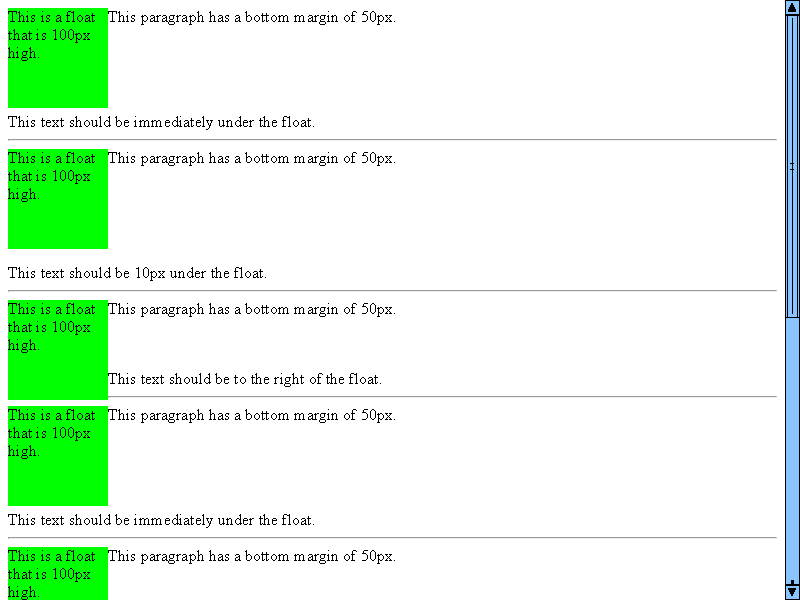 This is a float This paragraph has a bottom margin of 50px.
that is 100px
high.
This text should be immediately under the float.
This is a float This paragraph has a bottom margin of 50px.
that is 100px
high.
This text should be 10px under the float.
This is a float This paragraph has a bottom margin of 50px.
that is 100px
high.
This text should be to the right of the float.
This is a float This paragraph has a bottom margin of 50px.
that is 100px
high.
This text should be immediately under the float.
This is a float This paragraph has a bottom margin of 50px.
that is 100px
high.